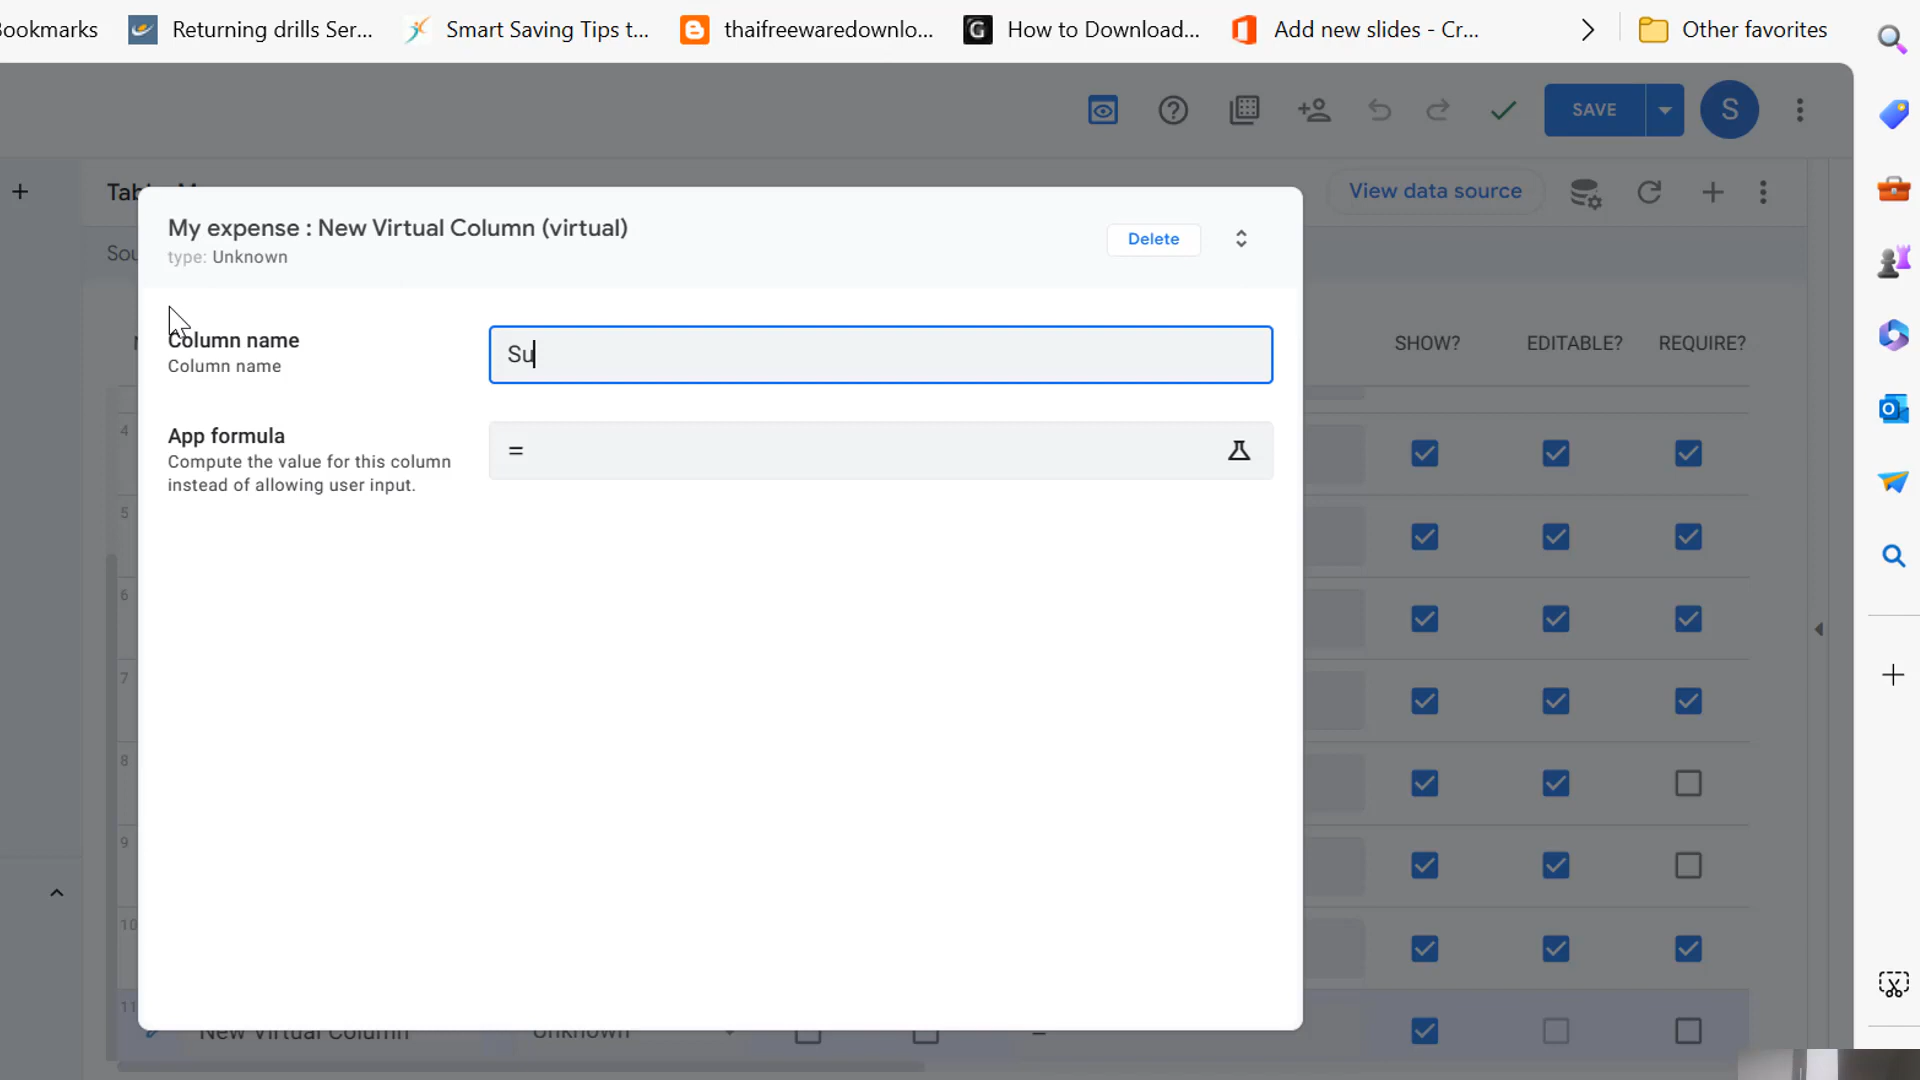 ookmarks Returning drills Ser... Smart Saving Tips t... thaifreewaredownlo... How to Download... Add new slides - Cr... Other favorites
SAVE S
View data source
My expense : New Virtual Column (virtual)
type: Unknown
Delete
Column name
Column name
Su
App formula
Compute the value for this column
instead of allowing user input.
=
SHOW? EDITABLE? REQUIRE?
4
5
6
7
8
9
10
11
New Virtual Column Unknown =